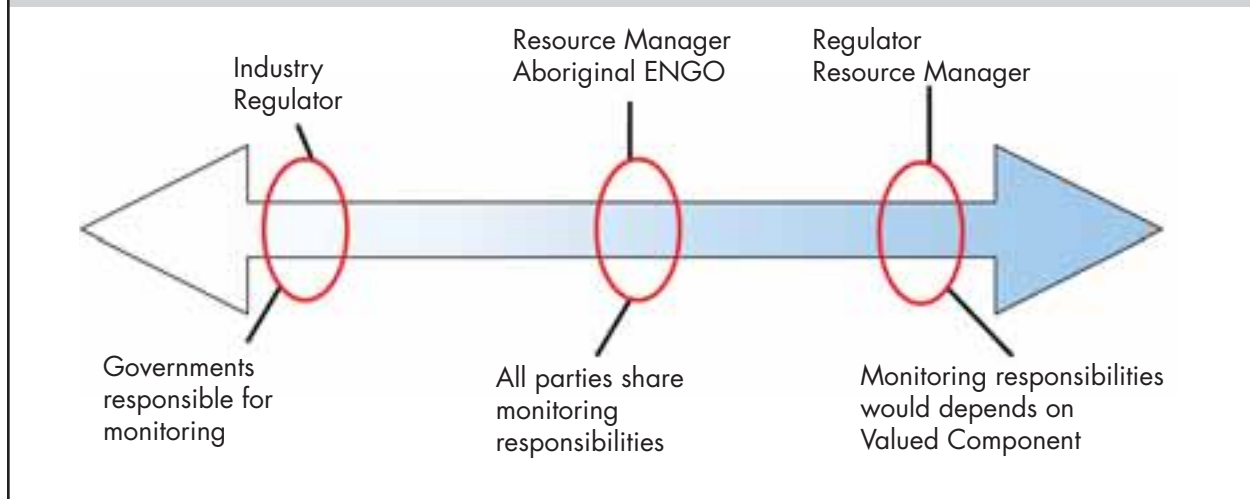 Industry
Regulator
Resource Manager
Aboriginal ENGO
Regulator
Resource Manager
Governments
responsible for
monitoring
All parties share
monitoring
responsibilities
Monitoring responsibilities
would depends on
Valued Component